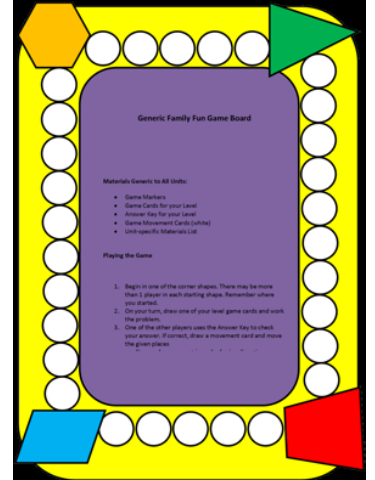 Generic Family Fun Game Board
Materials Generic to All Units:
• Game Markers
• Game Cards for your Level
• Answer Key for your Level
• Game Movement Cards (white)
• Unit-specific Materials List
Playing the Game
1. Begin in one of the corner shapes. There may be more
than 1 player in each starting shape. Remember where
you started.
2. On your turn, draw one of your level game cards and work
the problem.
3. One of the other players uses the Answer Key to check
your answer. If correct, draw a movement card and move
the given places